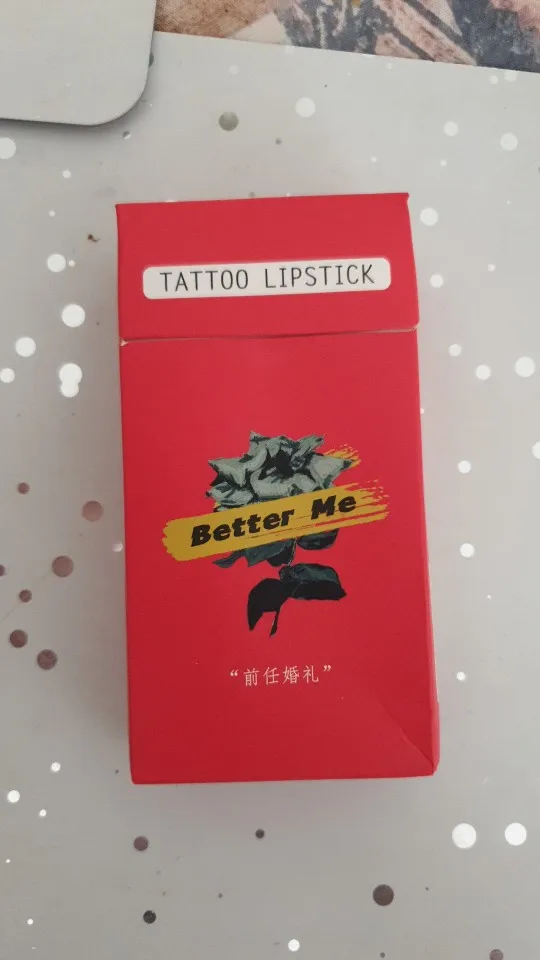 TATTOO LIPSTICK
Better Me
“前任婚礼”